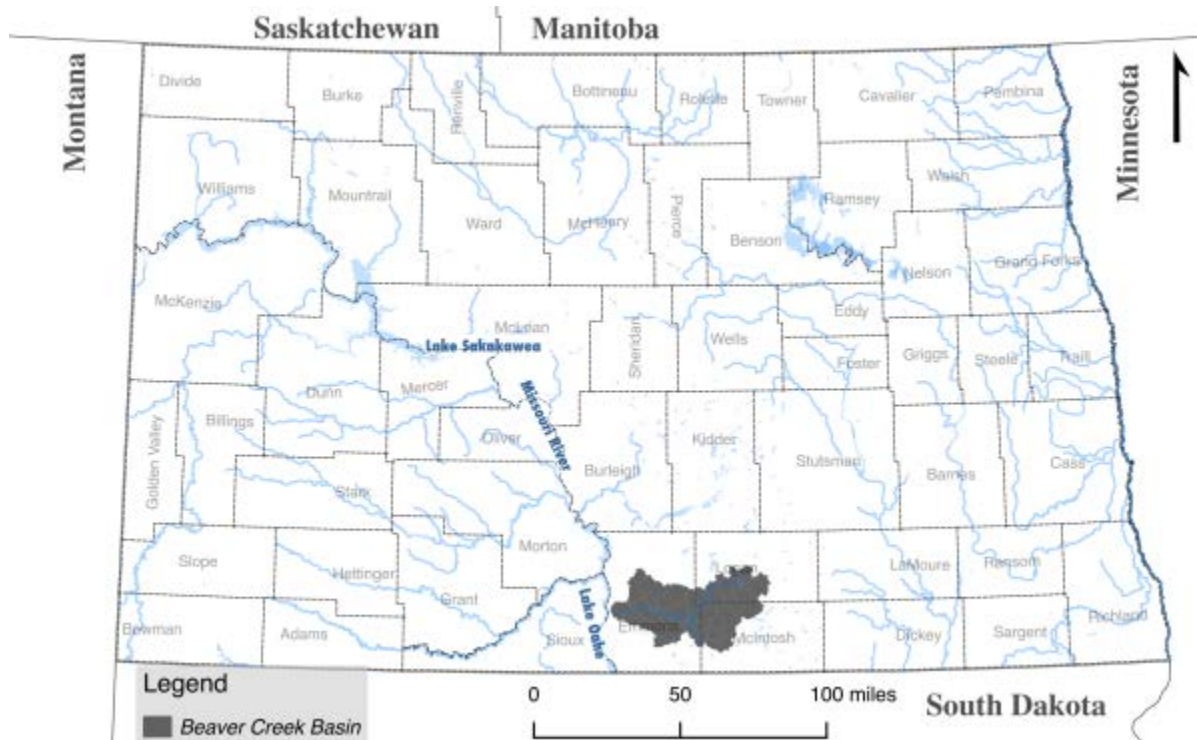 Saskatchewan Manitoba
Montana
Minnesota
Divide
Burke
Renville
Bottineau
Rolette
Towner
Cavalier
Pembina
Williams
Mountrail
Ward
McHenry
Pierce
Benson
Ramsey
Walsh
Nelson
Grand Forks
McKenzie
McLean
Lake Sakakawea
Sheridan
Wells
Eddy
Foster
Griggs
Steele
Traill
Dunn
Mercer
Missouri River
Golden Valley
Billings
Oliver
Burleigh
Kidder
Stutsman
Barnes
Cass
Stark
Morton
Slope
Hettinger
Grant
Logan
LaMoure
Ransom
Richland
Bowman
Adams
Sioux
Lake Oahe
Emmons
McIntosh
Dickey
Sargent
Legend
Beaver Creek Basin
0 50 100 miles
South Dakota